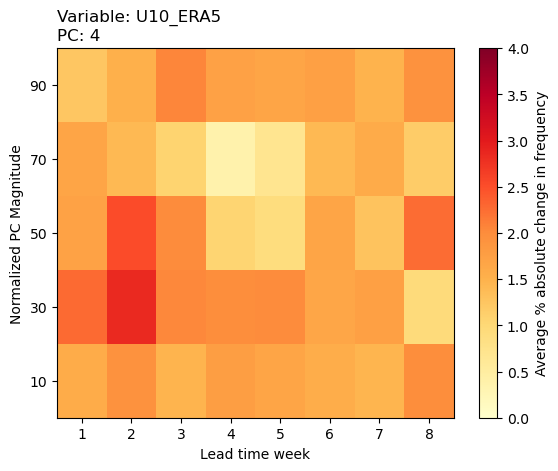 Variable: U10_ERA5
PC: 4
Normalized PC Magnitude
90
70
50
30
10
1 2 3 4 5 6 7 8
Lead time week
4.0
3.5
3.0
2.5
2.0
1.5
1.0
0.5
0.0
Average % absolute change in frequency